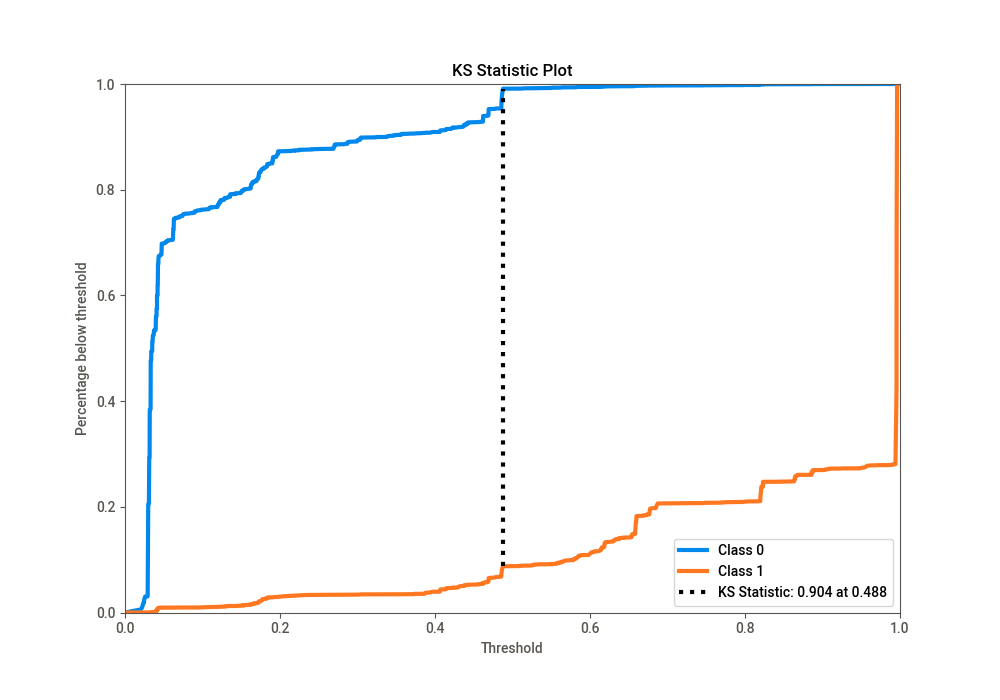 KS Statistic Plot
Percentage below threshold
1.0
0.8
0.6
0.4
0.2
0.0
0.0 0.2 0.4 0.6 0.8 1.0
Threshold
Class 0
Class 1
KS Statistic: 0.904 at 0.488